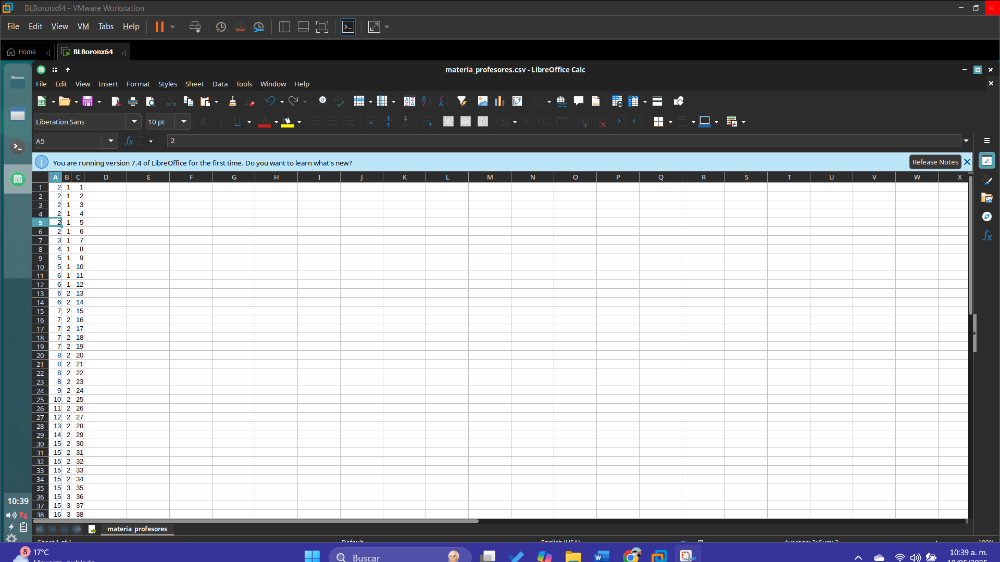 BLBoronx64 - VMware Workstation
File Edit View VM Tabs Help
Home
BLBoronx64
materia_profesores.csv - LibreOffice Calc
File Edit View Insert Format Styles Sheet Data Tools Window Help
Liberation Sans 10 pt
A5 2
You are running version 7.4 of LibreOffice for the first time. Do you want to learn what's new? Release Notes
A B C D E F G H I J K L M N O P Q R S T U V W X
1 2 1 1
2 2 1 2
3 2 1 3
4 2 1 4
5 2 1 5
6 2 1 6
7 3 1 7
8 4 1 8
9 5 1 9
10 5 1 10
11 6 1 11
12 6 1 12
13 6 2 13
14 6 2 14
15 7 2 15
16 7 2 16
17 7 2 17
18 7 2 18
19 7 2 19
20 8 2 20
21 8 2 21
22 8 2 22
23 8 2 23
24 9 2 24
25 10 2 25
26 11 2 26
27 12 2 27
28 13 2 28
29 14 2 29
30 15 2 30
31 15 2 31
32 15 2 32
33 15 2 33
34 15 2 34
35 15 3 35
36 15 3 36
37 15 3 37
38 16 3 38
10:39
materia_profesores
Sheet 1 of 1 Default English (USA) Average: 2; Sum: 2 100%
8 17°C
Mayorm. nublado
Buscar
10:39 a. m.
10/05/2025